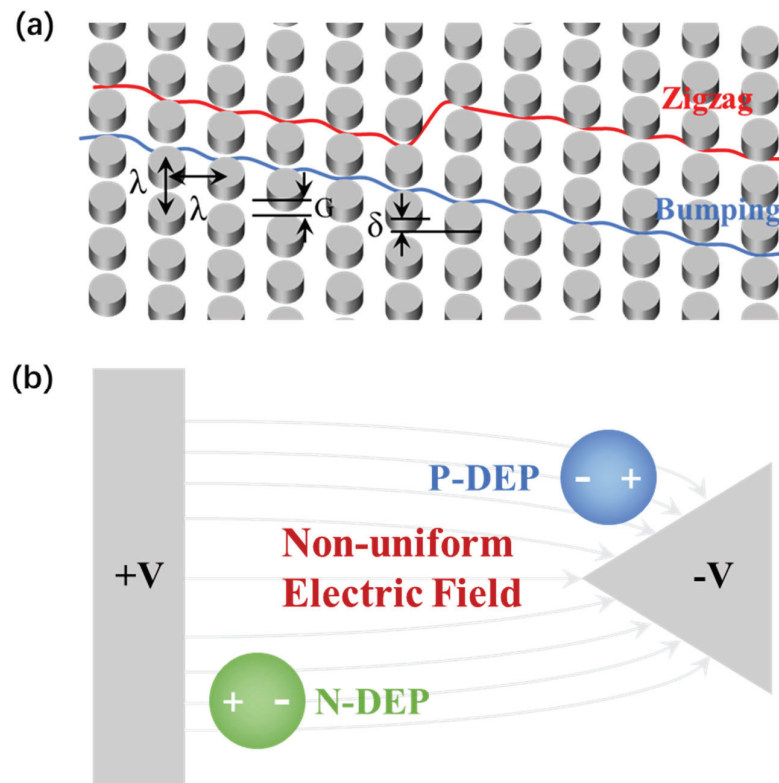 (a)
Zigzag
λ
λ
G
δ
Bumping
(b)
P-DEP
- +
Non-uniform
Electric Field
+V
-V
+ -
N-DEP